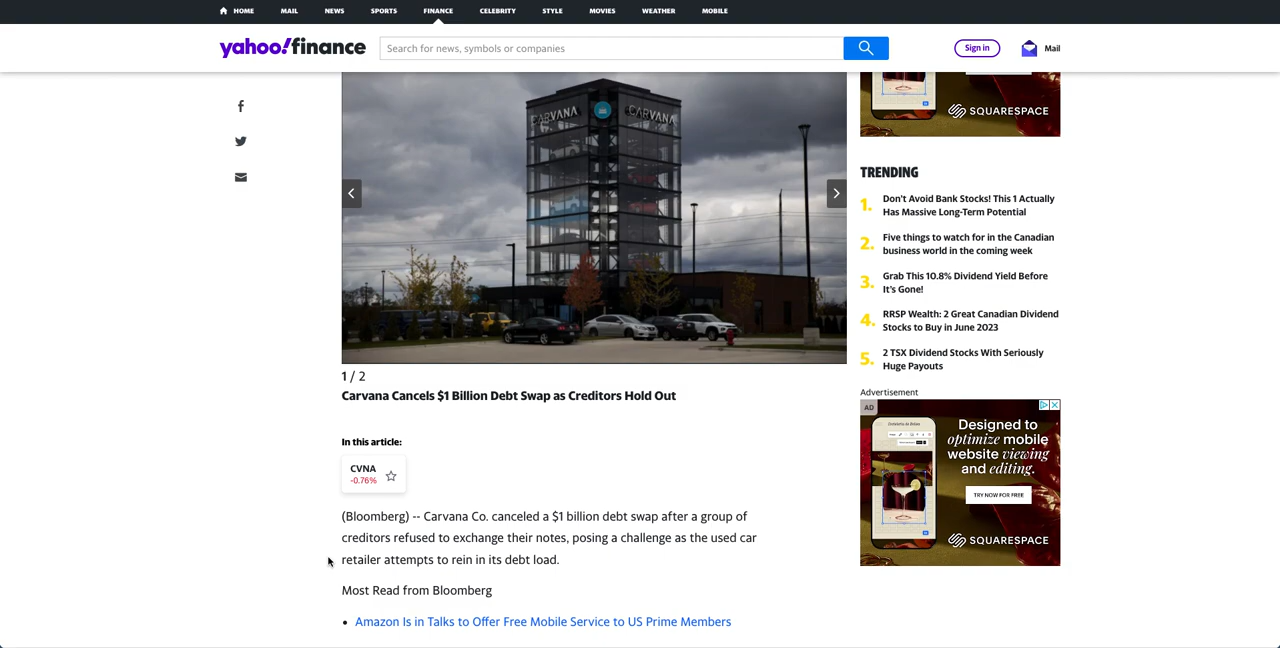 HOME MAIL NEWS SPORTS FINANCE CELEBRITY STYLE MOVIES WEATHER MOBILE
yahoo!finance Search for news, symbols or companies Sign in Mail
CARVANA CARVANA
1 / 2
Carvana Cancels $1 Billion Debt Swap as Creditors Hold Out
In this article:
CVNA
-0.76%
(Bloomberg) -- Carvana Co. canceled a $1 billion debt swap after a group of
creditors refused to exchange their notes, posing a challenge as the used car
retailer attempts to rein in its debt load.
Most Read from Bloomberg
• Amazon Is in Talks to Offer Free Mobile Service to US Prime Members
SQUARESPACE
TRENDING
1. Don't Avoid Bank Stocks! This 1 Actually
Has Massive Long-Term Potential
2. Five things to watch for in the Canadian
business world in the coming week
3. Grab This 10.8% Dividend Yield Before
It's Gone!
4. RRSP Wealth: 2 Great Canadian Dividend
Stocks to Buy in June 2023
5. 2 TSX Dividend Stocks With Seriously
Huge Payouts
Advertisement
AD
Designed to
optimize mobile
website viewing
and editing.
TRY NOW FOR FREE
SQUARESPACE